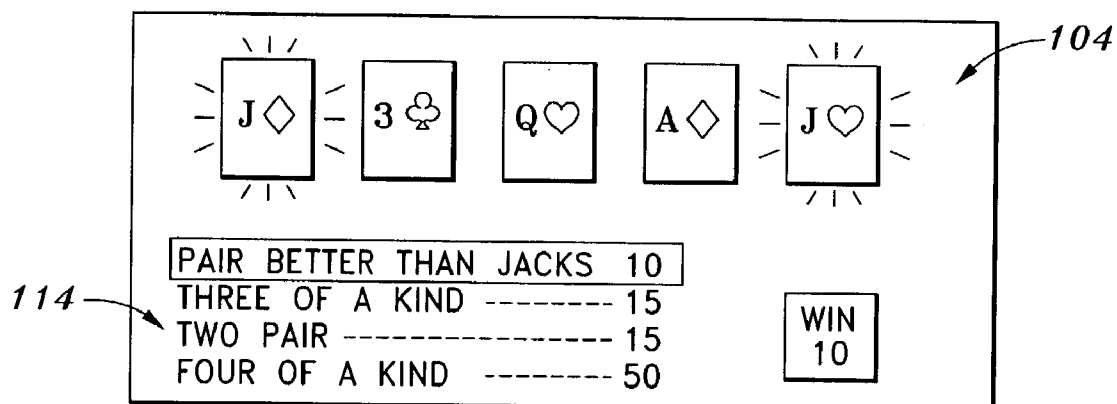 104
J♢ 3♧ Q♡ A♢ J♡
PAIR BETTER THAN JACKS 10
THREE OF A KIND -------- 15
114
TWO PAIR ---------------- 15
WIN
10
FOUR OF A KIND ------- 50